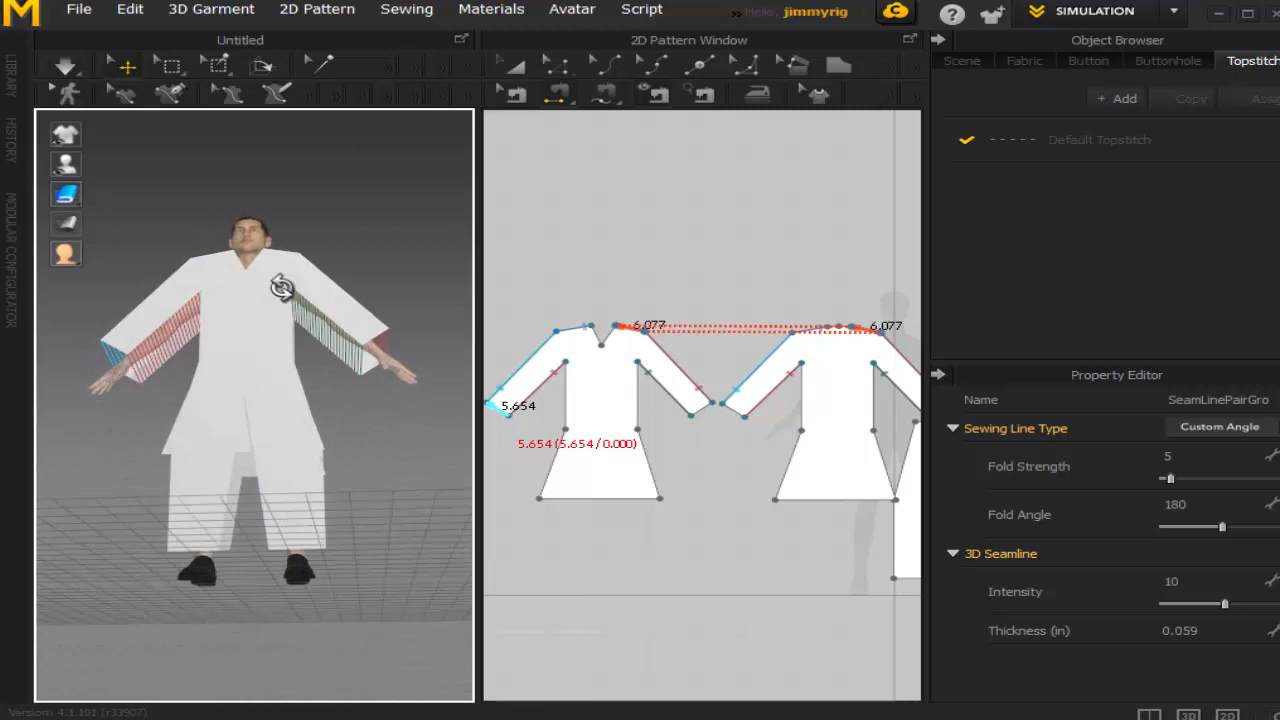 M File Edit 3D Garment 2D Pattern Sewing Materials Avatar Script Hello, jimmyrig C ? SIMULATION
Untitled
2D Pattern Window
Object Browser
Scene Fabric Button Buttonhole Topstitch
+ Add Copy
Default Topstitch
LIBRARY
HISTORY
MODULAR CONFIGURATOR
6.077
6.077
5.654
5.654 (5.654 / 0.000)
Property Editor
Name SeamLinePairGro
Sewing Line Type Custom Angle
Fold Strength 5
Fold Angle 180
3D Seamline
Intensity 10
Thickness (in) 0.059
Version: 4.1.101 (r33907)
3D 2D